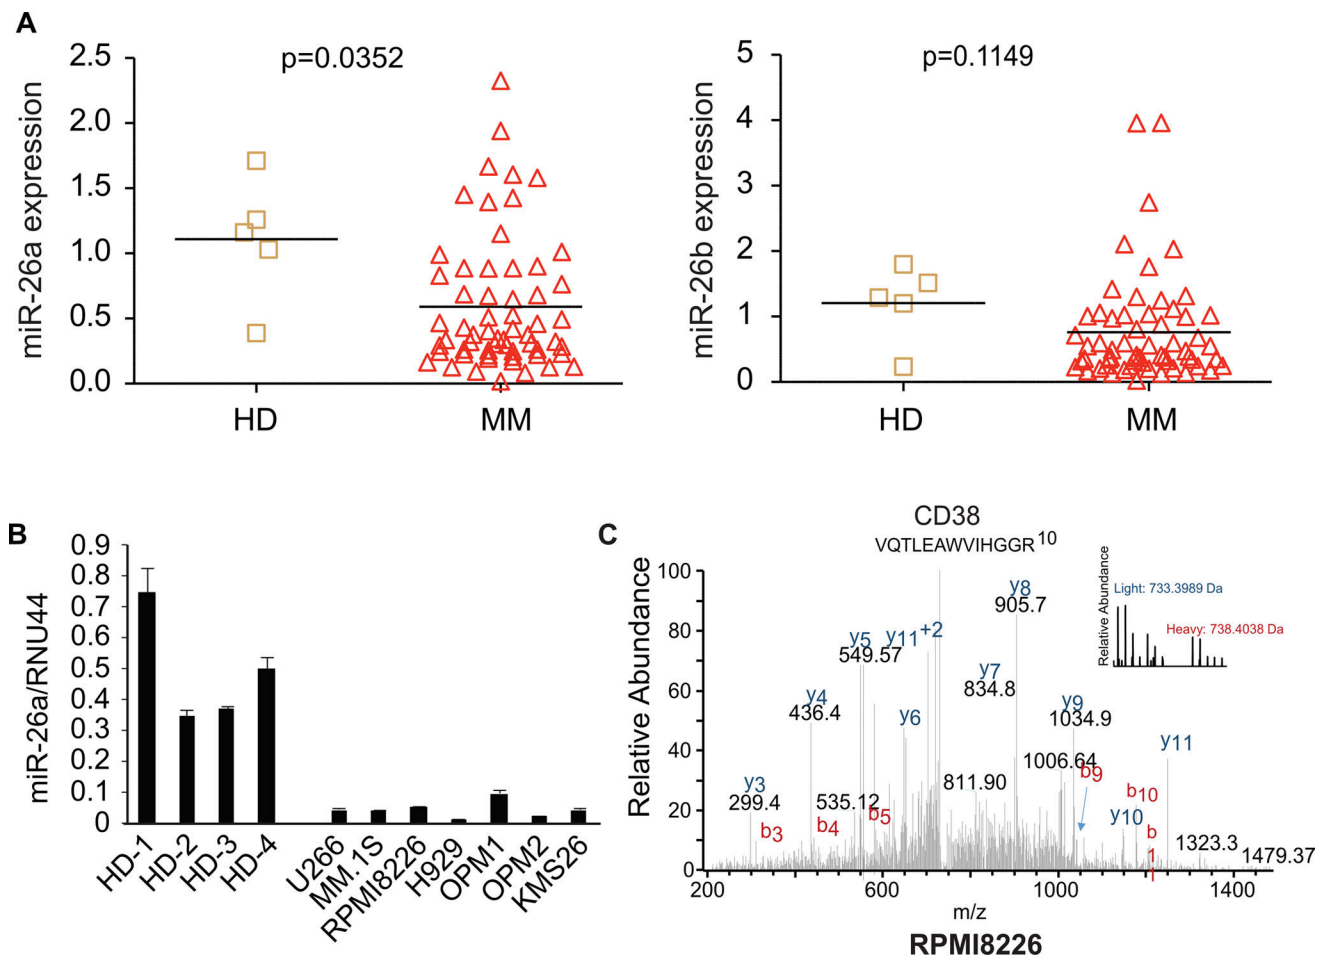 A
p=0.0352
miR-26a expression
2.5
2.0
1.5
1.0
0.5
0.0
HD
MM
p=0.1149
miR-26b expression
5
4
3
2
1
0
HD
MM
B
miR-26a/RNU44
0.9
0.8
0.7
0.6
0.5
0.4
0.3
0.2
0.1
0
HD-1
HD-2
HD-3
HD-4
U266
MM.1S
RPMI8226
H929
OPM1
OPM2
KMS26
C
CD38
VQTLEAWVIHGGR10
Relative Abundance
100
80
60
40
20
0
y3
299.4
b3
y4
436.4
b4
535.12
y5
549.57
b5
y11 +2
y6
811.90
y7
834.8
y8
905.7
1006.64
y9
1034.9
b9
y10
b10
b
1
1
y11
1323.3
1479.37
Relative Abundance
Light: 733.3989 Da
Heavy: 738.4038 Da
200
600
1000
1400
m/z
RPMI8226